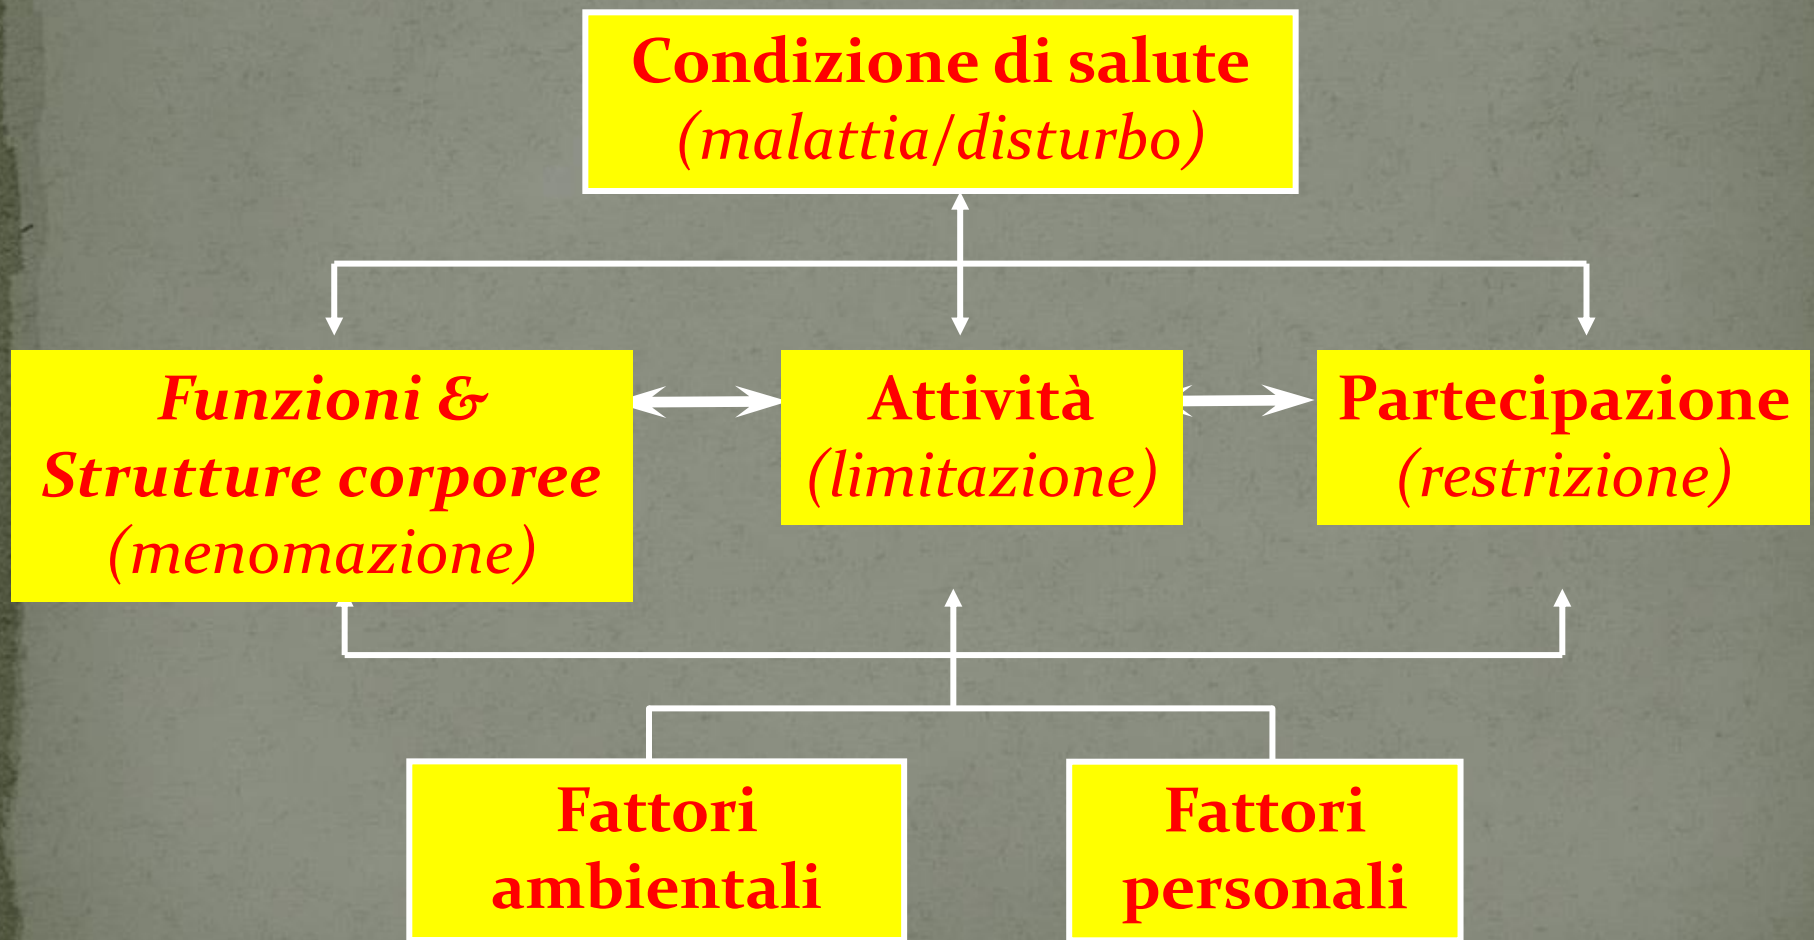 Condizione di salute
(malattia/disturbo)
Funzioni &
Strutture corporee
(menomazione)
Attività
(limitazione)
Partecipazione
(restrizione)
Fattori
ambientali
Fattori
personali